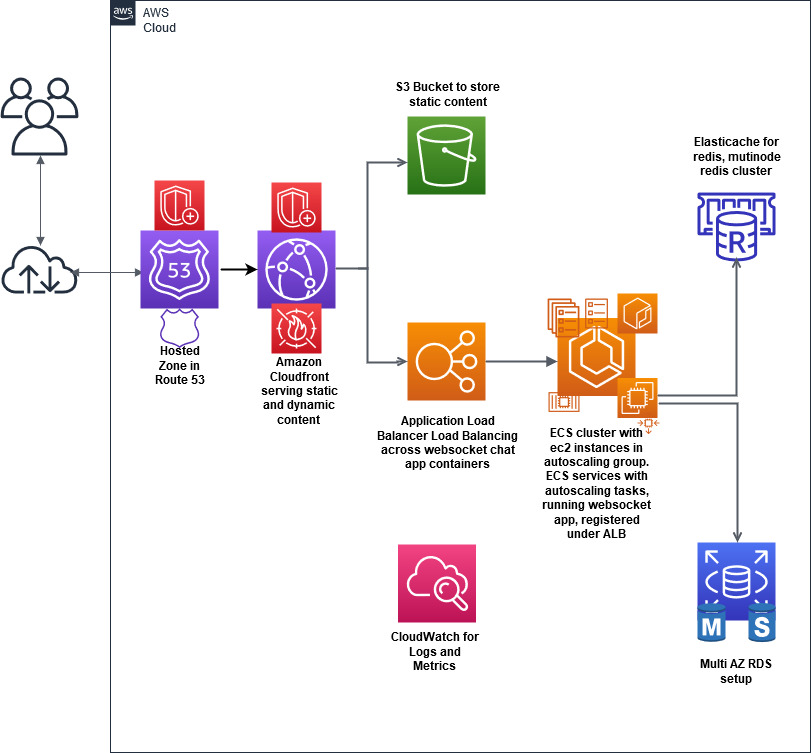 aws
AWS
Cloud
S3 Bucket to store
static content
Elasticache for
redis, mutinode
redis cluster
R
53
Hosted
Zone in
Route 53
Amazon
Cloudfront
serving static
and dynamic
content
Application Load
Balancer Load Balancing
across websocket chat
app containers
ECS cluster with
ec2 instances in
autoscaling group.
ECS services with
autoscaling tasks,
running websocket
app, registered
under ALB
CloudWatch for
Logs and
Metrics
M
S
Multi AZ RDS
setup